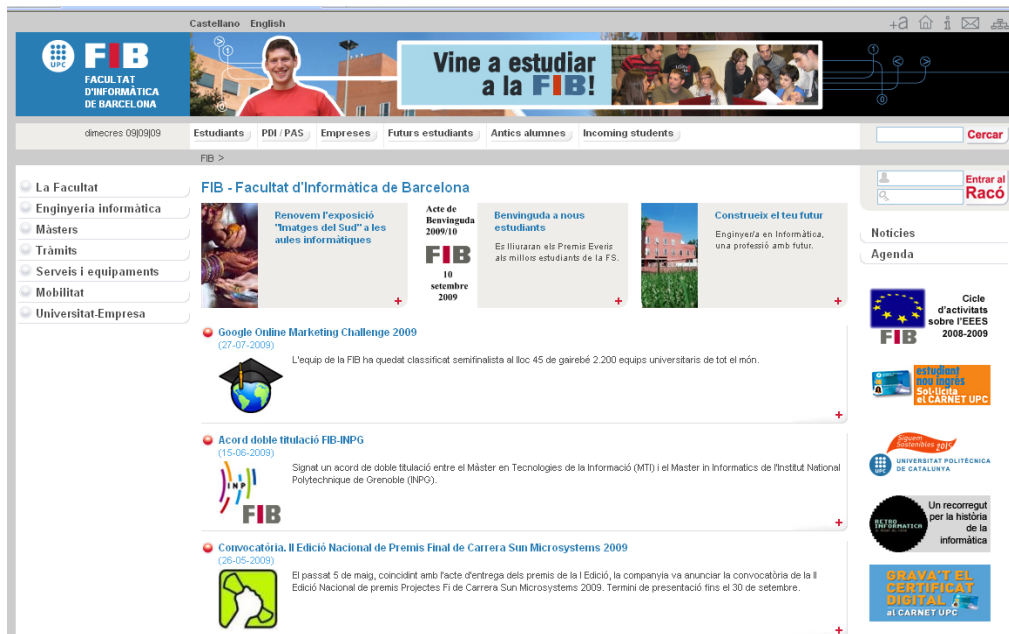 Castellano English
+a
UPC
FIB
FACULTAT
D'INFORMÀTICA
DE BARCELONA
Vine a estudiar
a la FIB!
dimecres 09|09|09
Estudiants
PDI / PAS
Empreses
Futurs estudiants
Antics alumnes
Incoming students
Cercar
FIB >
La Facultat
Enginyeria informàtica
Màsters
Tràmits
Serveis i equipaments
Mobilitat
Universitat-Empresa
FIB - Facultat d'Informàtica de Barcelona
Renovem l'exposició
"Imatges del Sud" a les
aules informàtiques
+
Acte de
Benvinguda
2009/10
FIB
10
setembre
2009
Benvinguda a nous
estudiants
Es lliuraran els Premis Everis
als millors estudiants de la FS.
+
Construeix el teu futur
Enginyer/a en Informàtica,
una professió amb futur.
+
Google Online Marketing Challenge 2009
(27-07-2009)
L'equip de la FIB ha quedat classificat semifinalista al lloc 45 de gairebé 2.200 equips universitaris de tot el món.
+
Acord doble titulació FIB-INPG
(15-06-2009)
Signat un acord de doble titulació entre el Màster en Tecnologies de la Informació (MTI) i el Master in Informatics de l'Institut National
Polytechnique de Grenoble (INPG).
INP
FIB
+
Convocatòria. II Edició Nacional de Premis Final de Carrera Sun Microsystems 2009
(26-05-2009)
El passat 5 de maig, coincidint amb l'acte d'entrega dels premis de la I Edició, la companyia va anunciar la convocatòria de la II
Edició Nacional de premis Projectes Fi de Carrera Sun Microsystems 2009. Termini de presentació fins el 30 de setembre.
+
Entrar al
Racó
Notícies
Agenda
Cicle
d'activitats
sobre l'EEES
2008-2009
FIB
estudiant
nou ingrés
Sol·licita
el CARNET UPC
Siguem
Sostenibles 2015
UPC
UNIVERSITAT POLITÈCNICA
DE CATALUNYA
RETRO
INFORMATICA
Un recorregut
per la història
de la
informàtica
GRAVA'T EL
CERTIFICAT
DIGITAL
al CARNET UPC